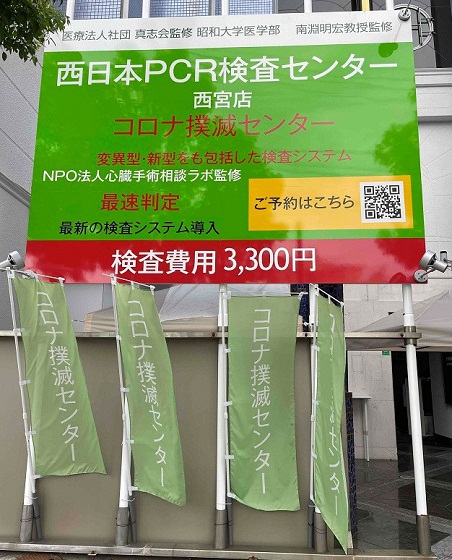 医療法人社団 真志会監修 昭和大学医学部 南淵明宏教授監修
西日本PCR検査センター
西宮店
コロナ撲滅センター
変異型・新型をも包括した検査システム
NPO法人心臓手術相談ラボ監修
最速判定
ご予約はこちら
最新の検査システム導入
検査費用 3,300円
コロナ撲滅センター
コロナ撲滅センター
コロナ撲滅センター
センター